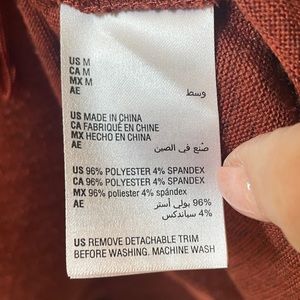 US M
CA M
MX M
AE وسط
US MADE IN CHINA
CA FABRIQUÉ EN CHINE
MX HECHO EN CHINA
AE صنع في الصين
US 96% POLYESTER 4% SPANDEX
CA 96% POLYESTER 4% SPANDEX
MX 96% poliester 4% spándex
AE 96% بولي أستر
4% سباندكس
US REMOVE DETACHABLE TRIM
BEFORE WASHING. MACHINE WASH